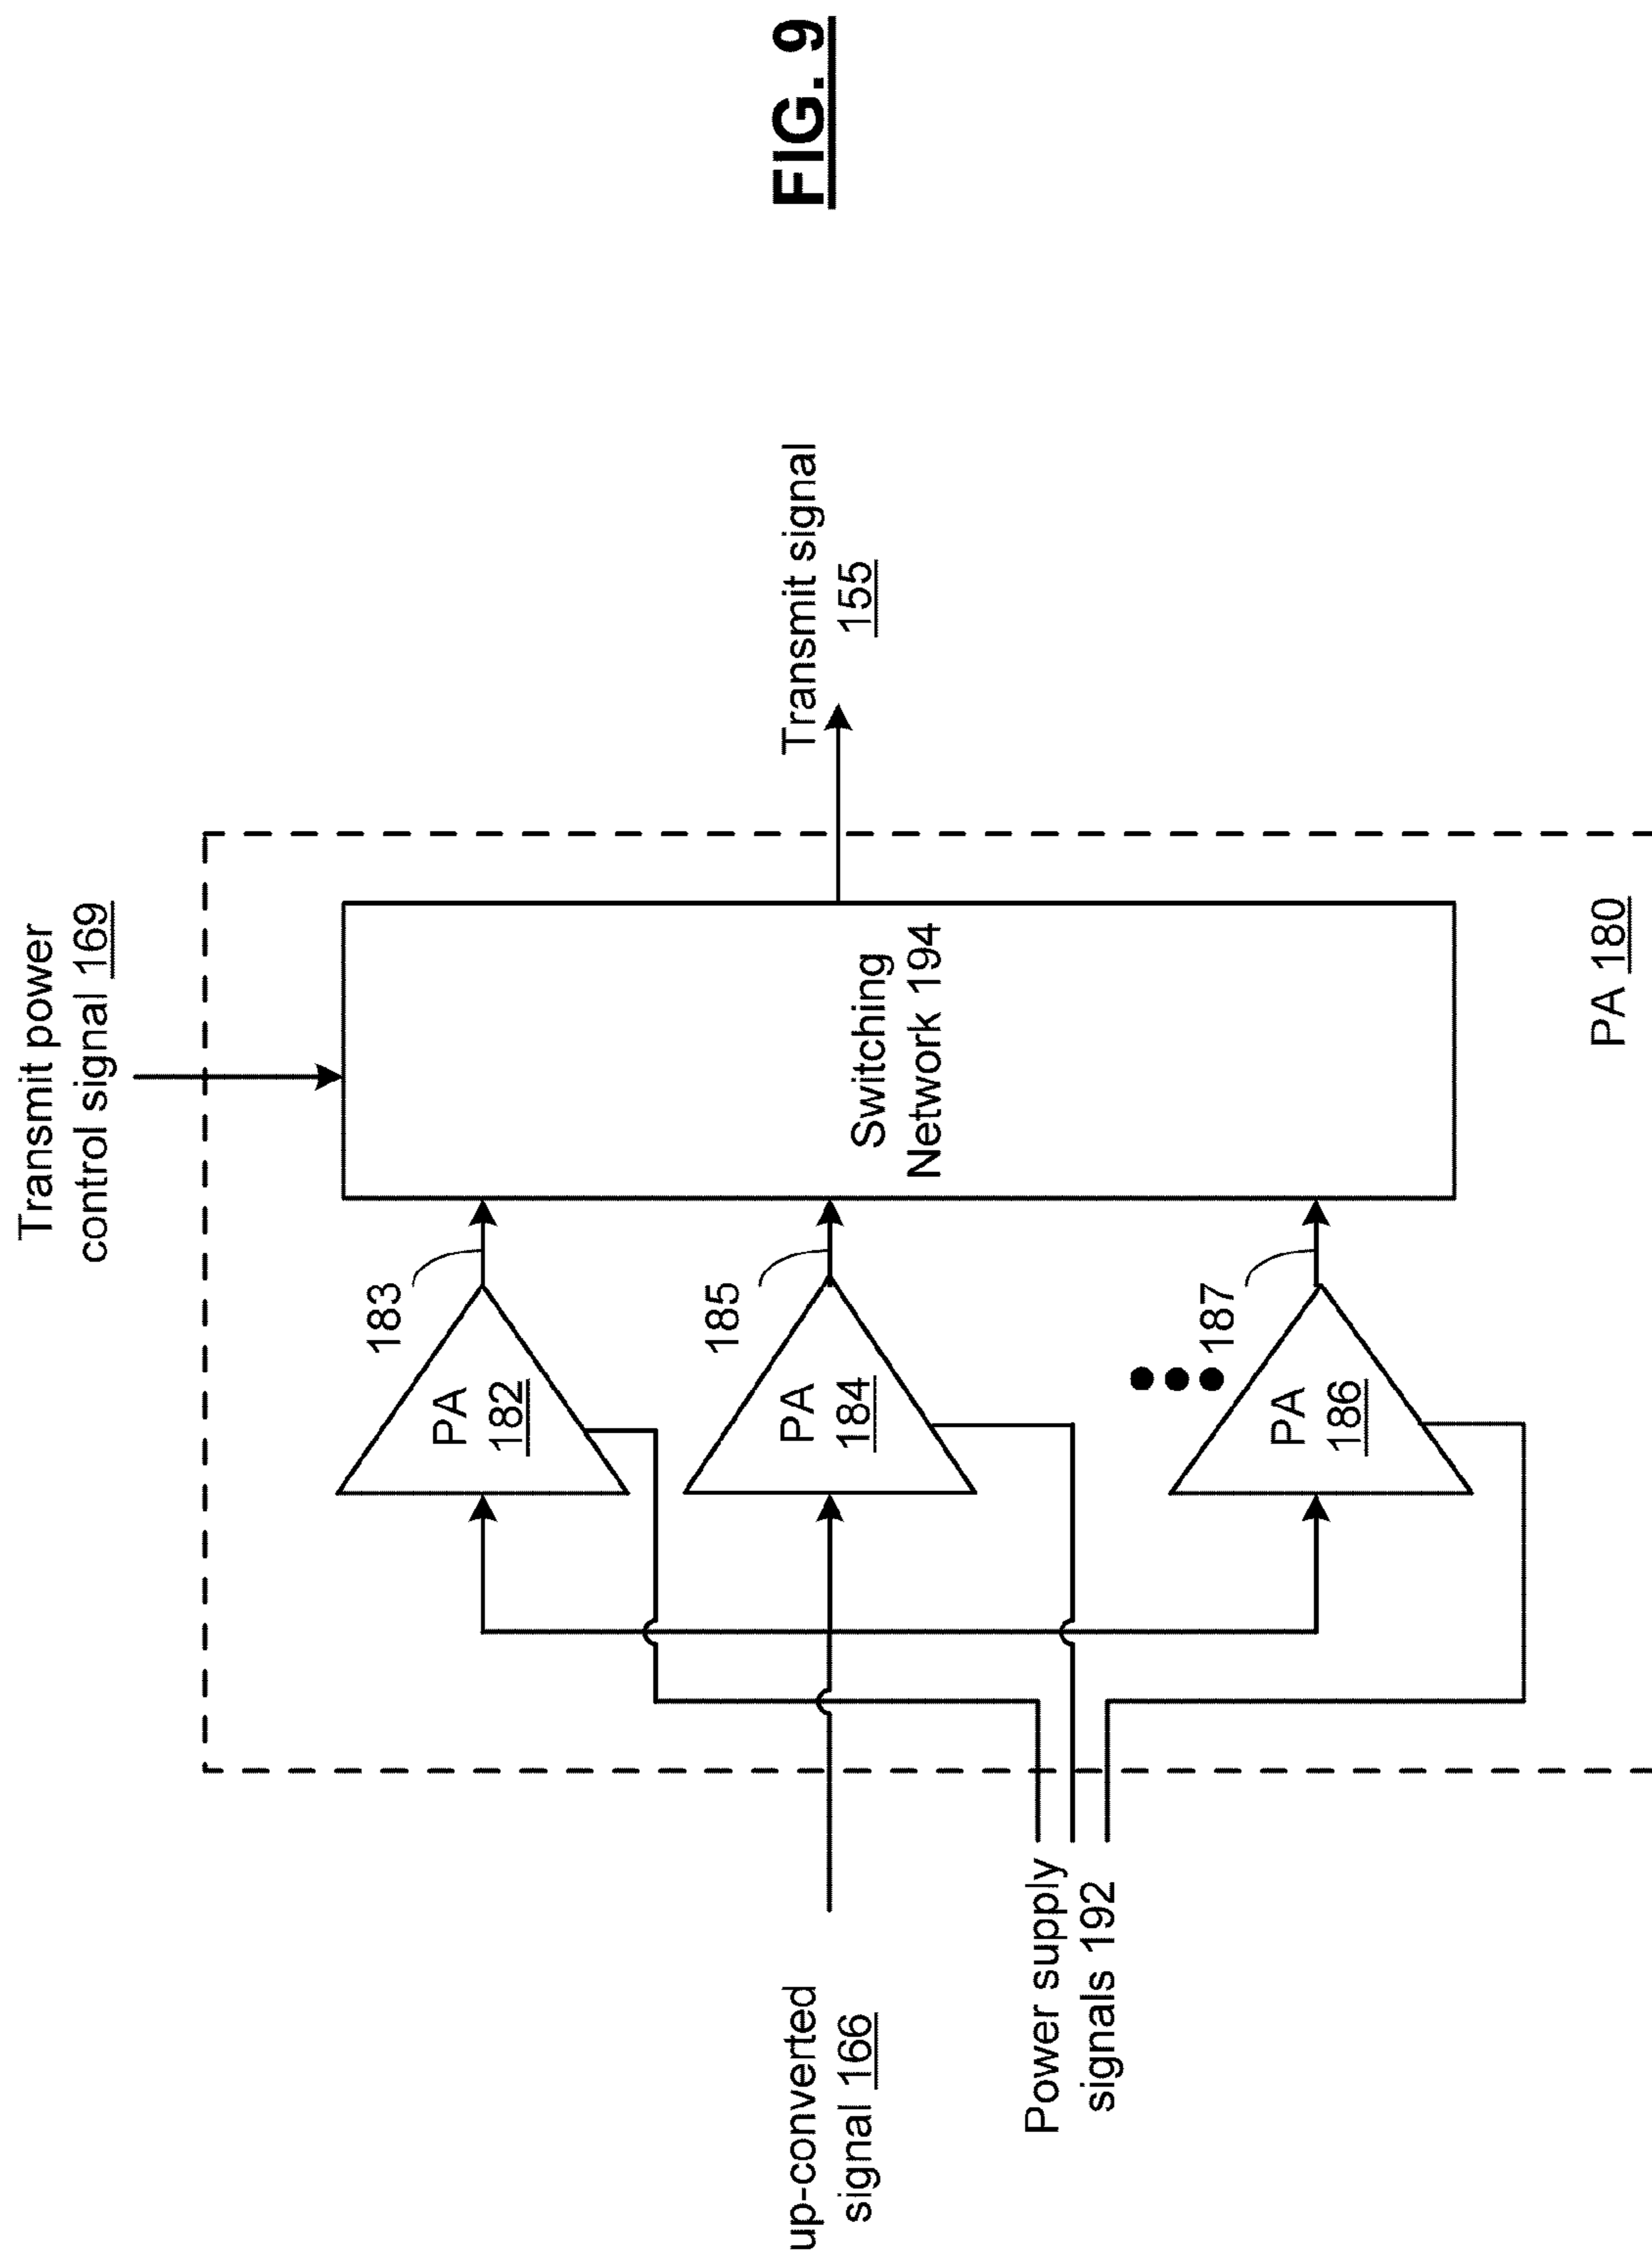 Transmit power
control signal 169
up-converted
signal 166
Power supply
signals 192
PA
182
183
PA
184
185
PA
186
187
Switching
Network 194
Transmit signal
155
PA 180
FIG. 9